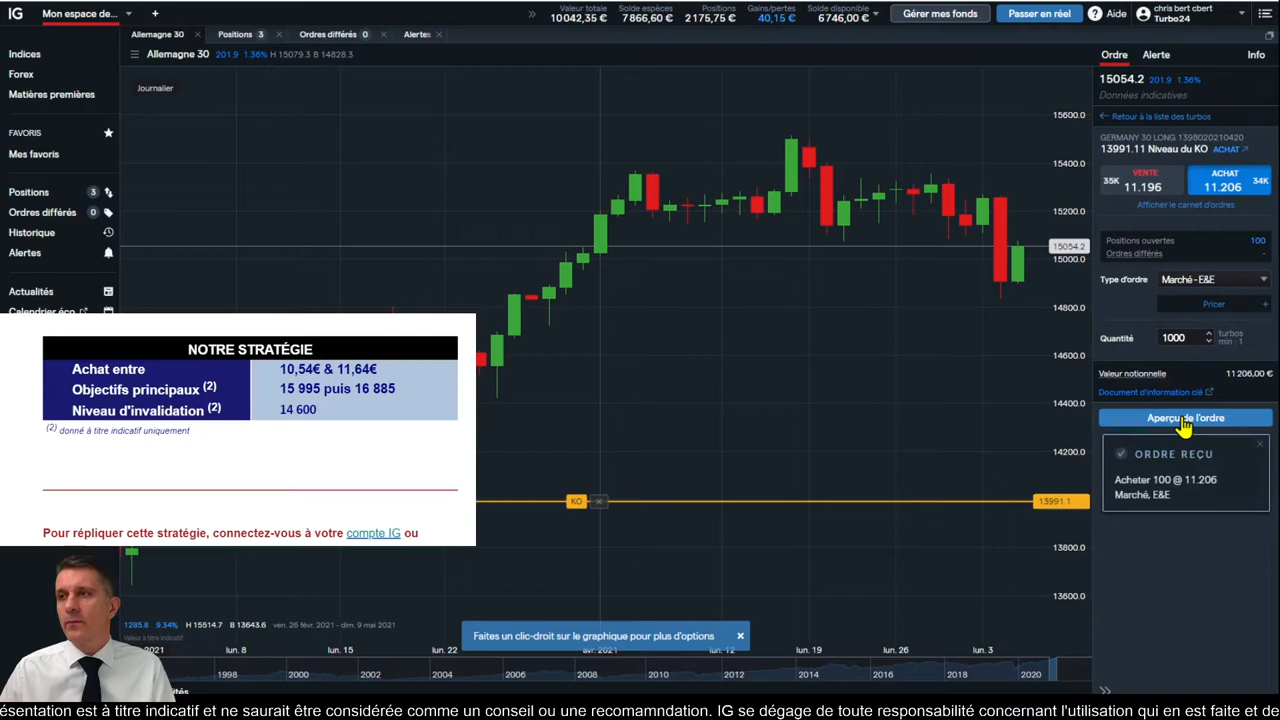 IG
Mon espace de...
+
Valeur totale
10042,35 €
Solde espèces
7866,60 €
Positions
2175,75 €
Gains/pertes
40,15 €
Solde disponible
6746,00 €
Gérer mes fonds
Passer en réel
Aide
chris bert cbert
Turbo24
Allemagne 30
Positions 3
Ordres différés 0
Alertes
Allemagne 30 201.9 1.36% H 15079.3 B 14828.3
Journalier
Indices
Forex
Matières premières
FAVORIS
Mes favoris
Positions 3
Ordres différés 0
Historique
Alertes
Actualités
Calendrier éco
15600.0
15400.0
15200.0
15054.2
15000.0
14800.0
14600.0
14400.0
14200.0
13991.1
13800.0
13600.0
KO
Ordre
Alerte
Info
15054.2 201.9 1.36%
Données indicatives
Retour à la liste des turbos
GERMANY 30 LONG 1398020210420
13991.11 Niveau du KO ACHAT
35K
VENTE
11.196
ACHAT
11.206
34K
Afficher le carnet d'ordres
Positions ouvertes 100
Ordres différés -
Type d'ordre Marché - E&E
Pricer +
Quantité 1000 turbos
min : 1
Valeur notionnelle 11206,00 €
Document d'information clé
Aperçu de l'ordre
ORDRE REÇU
Acheter 100 @ 11.206
Marché, E&E
NOTRE STRATÉGIE
Achat entre 10,54€ & 11,64€
Objectifs principaux (2) 15 995 puis 16 885
Niveau d'invalidation (2) 14 600
(2) donné à titre indicatif uniquement
Pour répliquer cette stratégie, connectez-vous à votre compte IG ou
1285.8 9.34% H 15514.7 B 13643.6 ven. 26 févr. 2021 - dim. 9 mai 2021
Valeur à titre indicatif
Faites un clic-droit sur le graphique pour plus d'options
2021 lun. 8 lun. 15 lun. 22 avr. 2021 lun. 12 lun. 19 lun. 26 lun. 3
1998 2000 2002 2004 2006 2008 2010 2012 2014 2016 2018 2020
ésentation est à titre indicatif et ne saurait être considérée comme un conseil ou une recomamndation. IG se dégage de toute responsabilité concernant l'utilisation qui en est faite et de